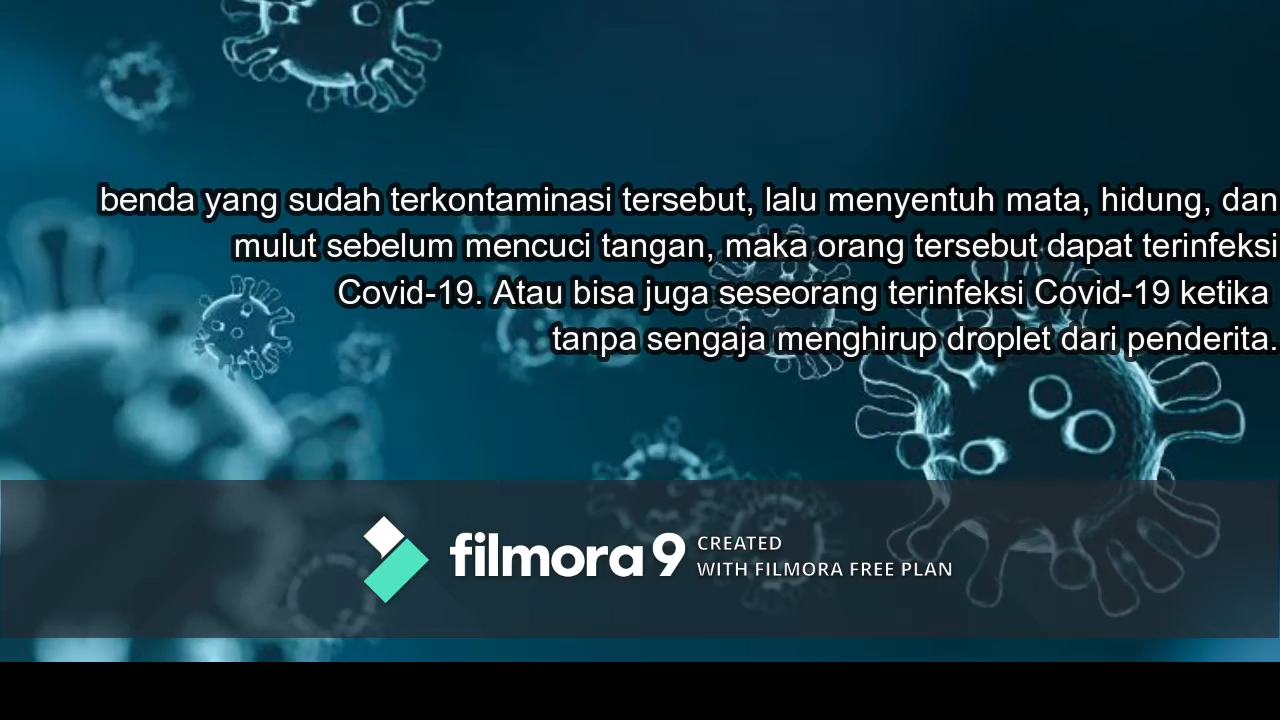 benda yang sudah terkontaminasi tersebut, lalu menyentuh mata, hidung, dan
mulut sebelum mencuci tangan, maka orang tersebut dapat terinfeksi
Covid-19. Atau bisa juga seseorang terinfeksi Covid-19 ketika
tanpa sengaja menghirup droplet dari penderita.
filmora 9 CREATED
WITH FILMORA FREE PLAN